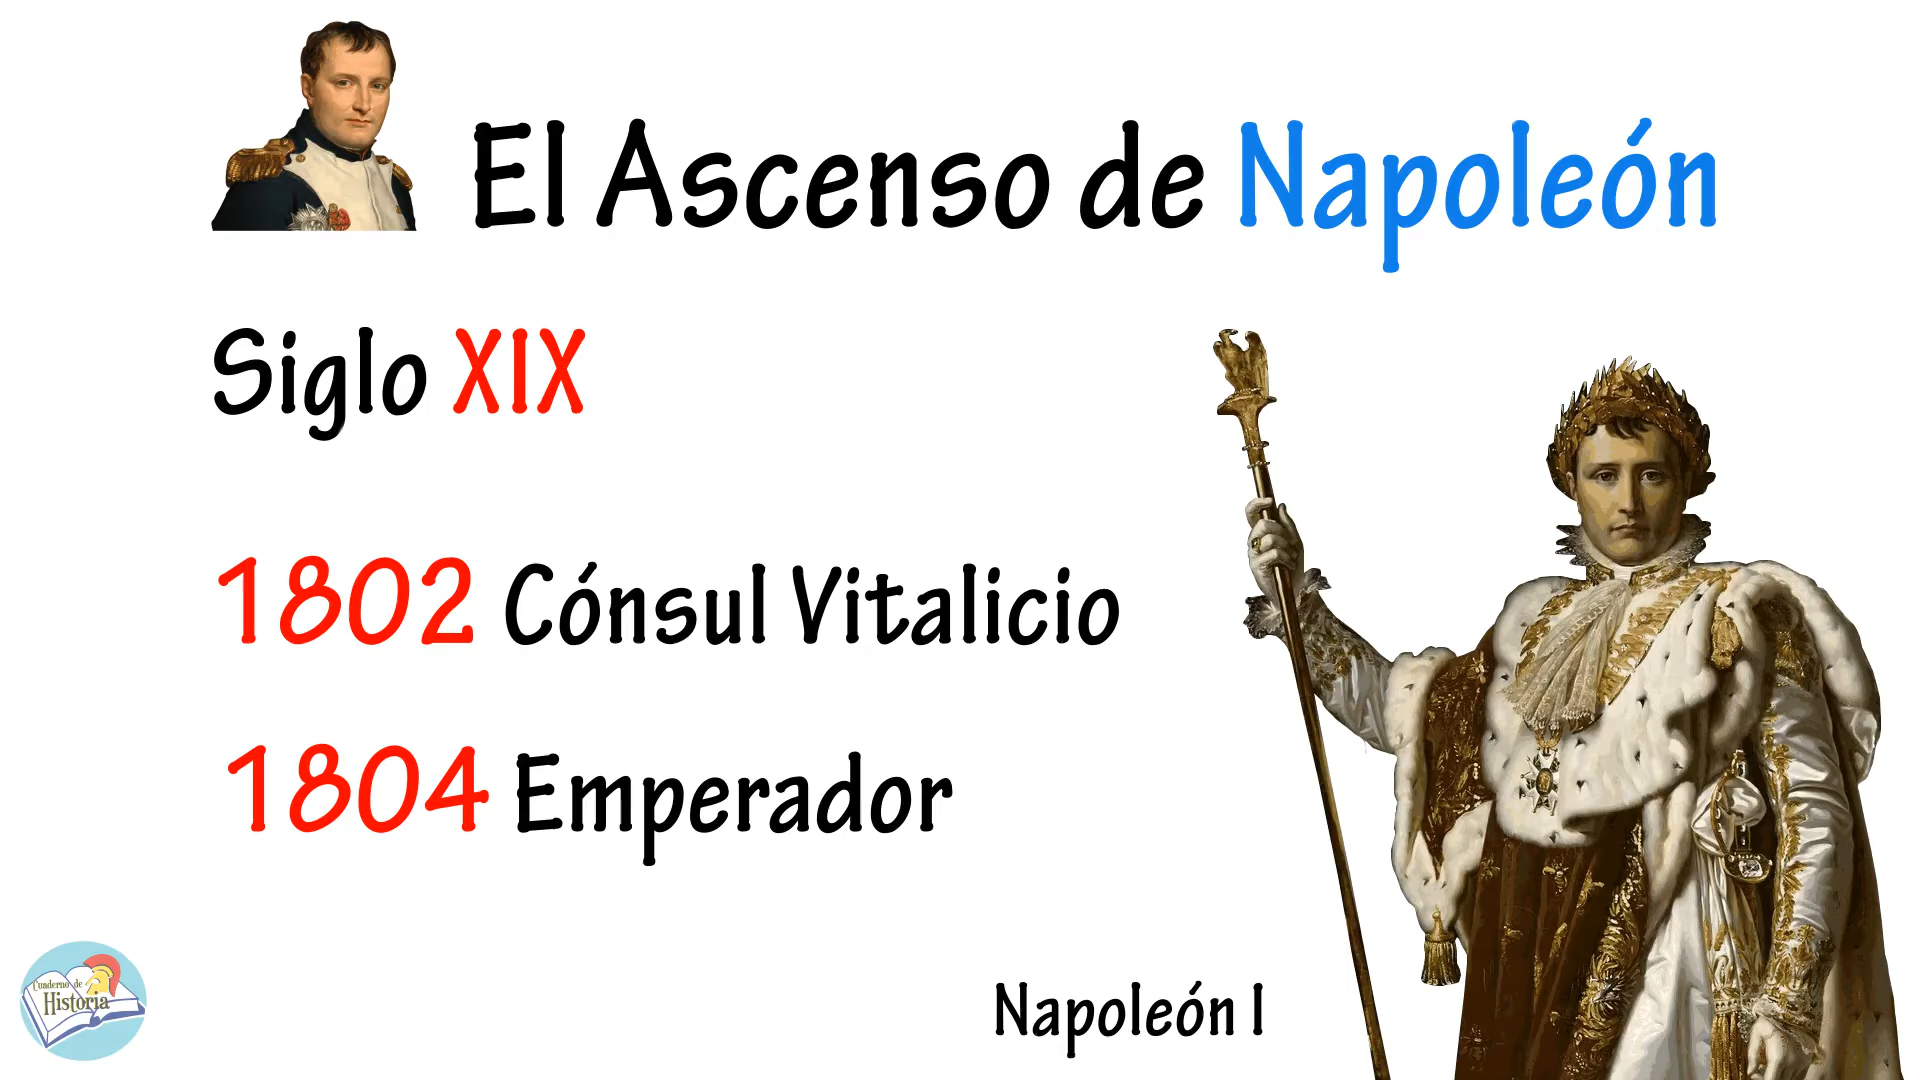 El Ascenso de Napoleón
Siglo XIX
1802 Cónsul Vitalicio
1804 Emperador
Napoleón I
Cuaderno de
Historia